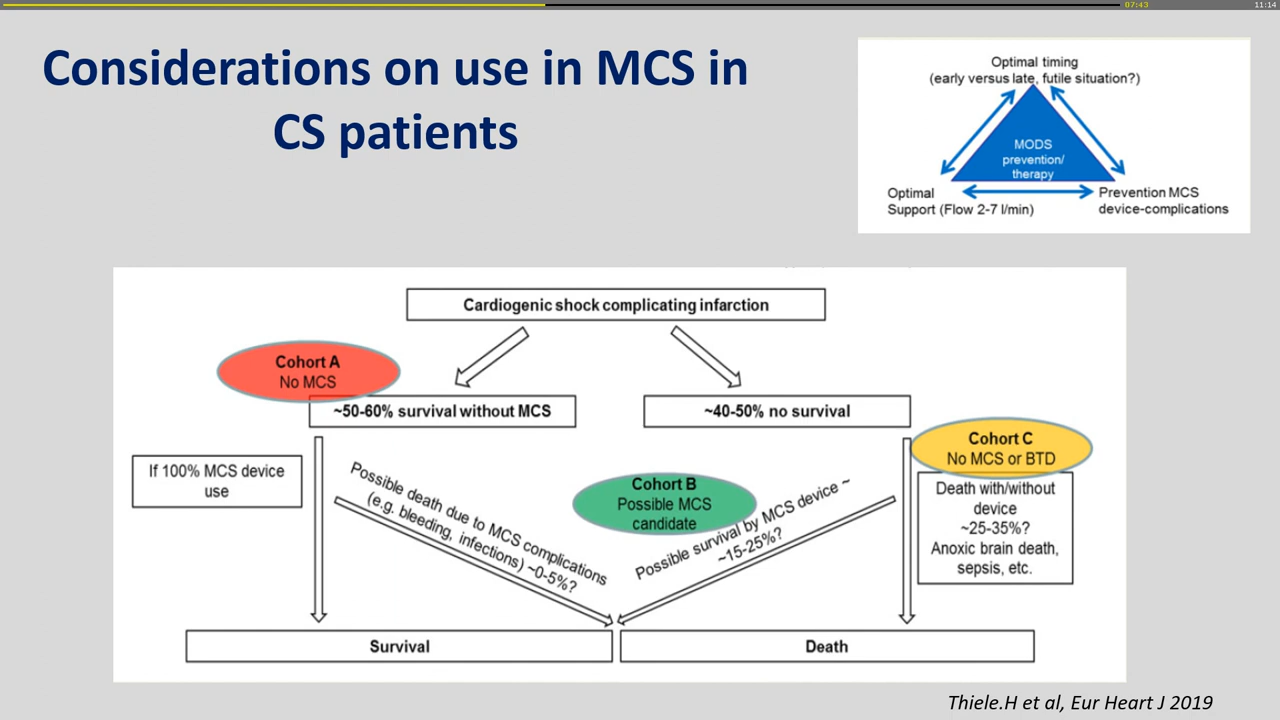 07:43
11:14
Considerations on use in MCS in
CS patients
Optimal timing
(early versus late, futile situation?)
MODS
prevention/
therapy
Optimal
Support (Flow 2-7 l/min)
Prevention MCS
device-complications
Cardiogenic shock complicating infarction
Cohort A
No MCS
~50-60% survival without MCS
~40-50% no survival
Cohort C
No MCS or BTD
If 100% MCS device
use
Possible death due to MCS complications
(e.g. bleeding, infections) ~0-5%?
Cohort B
Possible MCS
candidate
Possible survival by MCS device ~
~15-25%?
Death with/without
device
~25-35%?
Anoxic brain death,
sepsis, etc.
Survival
Death
Thiele.H et al, Eur Heart J 2019